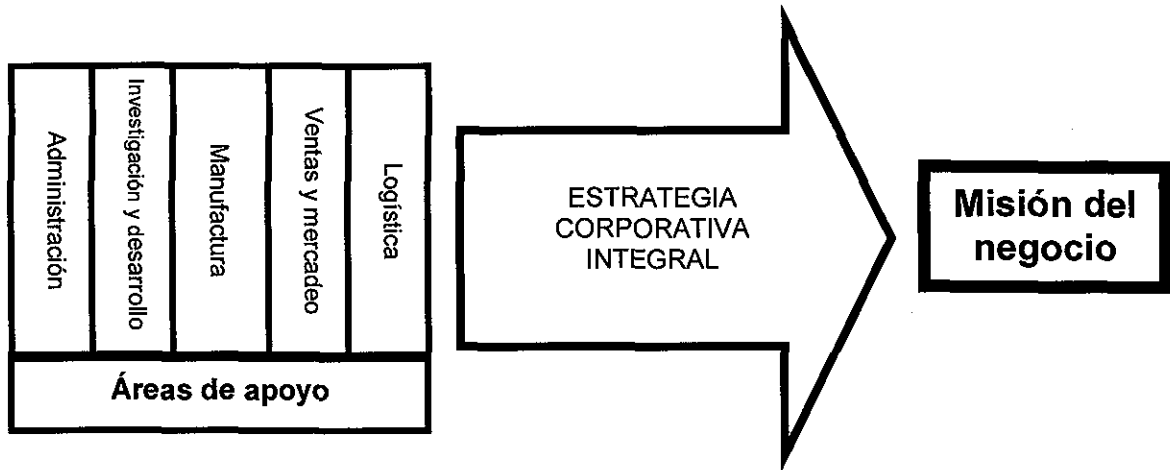 Administración
Investigación y desarrollo
Manufactura
Ventas y mercadeo
Logística
Áreas de apoyo
ESTRATEGIA
CORPORATIVA
INTEGRAL
Misión del
negocio